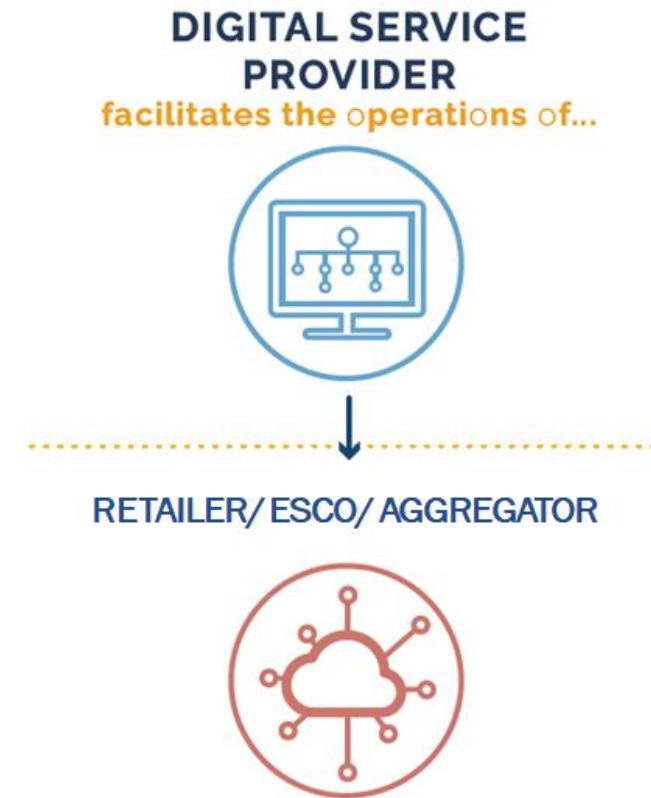 DIGITAL SERVICE
PROVIDER
facilitates the operations of...
RETAILER/ESCO/AGGREGATOR